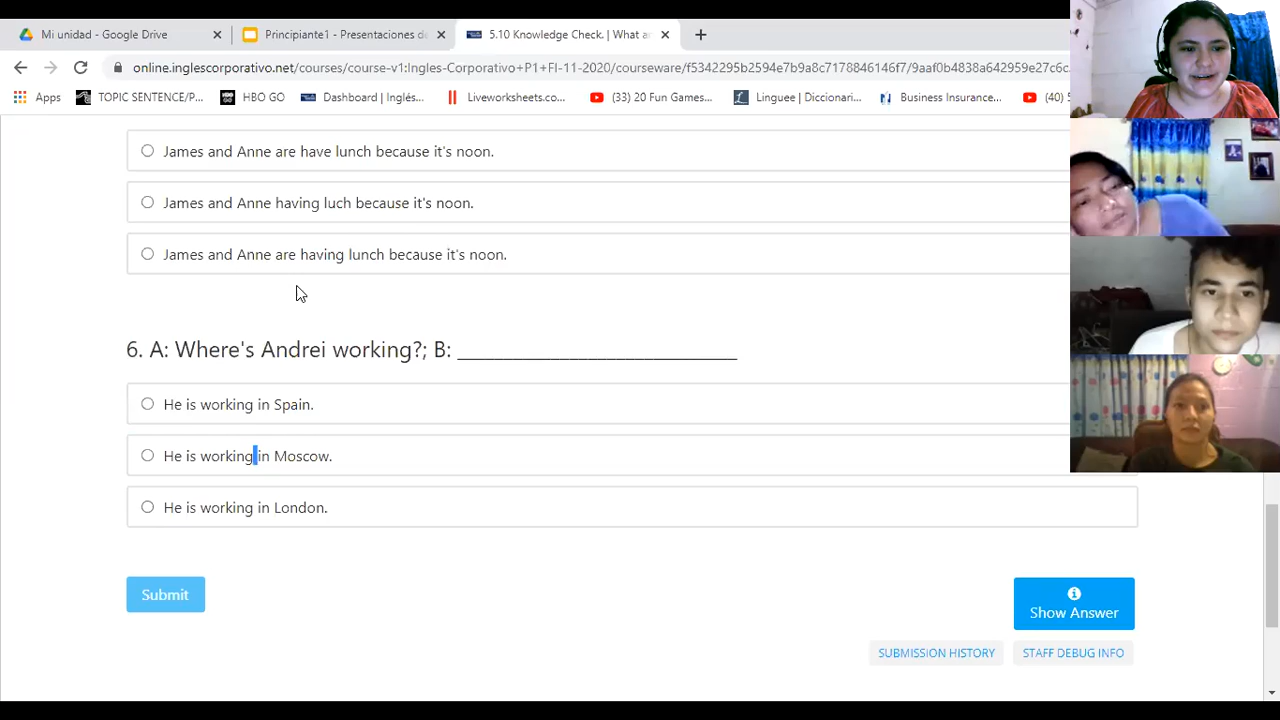 Mi unidad - Google Drive
Principiante1 - Presentaciones de
5.10 Knowledge Check. | What a
online.inglescorporativo.net/courses/course-v1:Ingles-Corporativo+P1+FI-11-2020/courseware/f5342295b2594e7b9a8c7178846146f7/9aaf0b4838a642959e27c6c
Apps
TOPIC SENTENCE/P...
HBO GO
Dashboard | Inglés...
Liveworksheets.co...
(33) 20 Fun Games...
Linguee | Diccionari...
Business Insurance...
(40) 5
James and Anne are have lunch because it's noon.
James and Anne having luch because it's noon.
James and Anne are having lunch because it's noon.
6. A: Where's Andrei working?; B: ____________________________
He is working in Spain.
He is working in Moscow.
He is working in London.
Submit
Show Answer
SUBMISSION HISTORY
STAFF DEBUG INFO